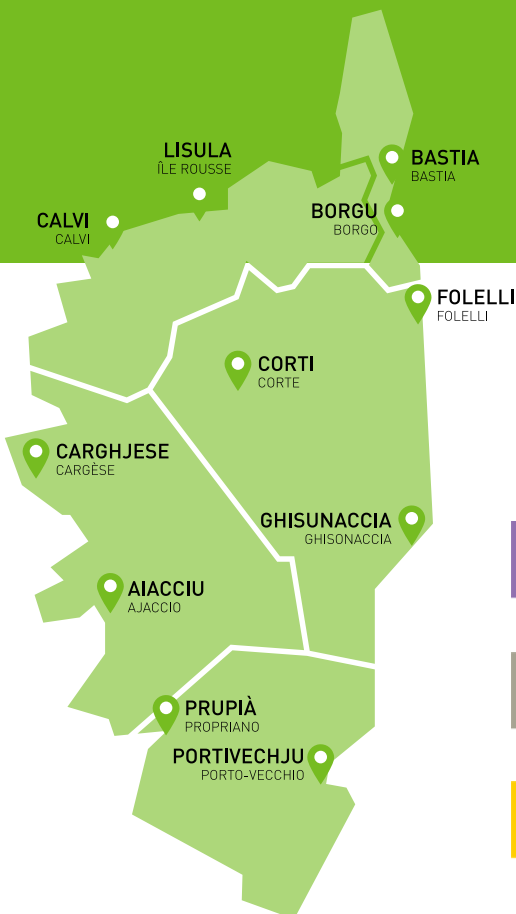 LISULA
ÎLE ROUSSE
BASTIA
BASTIA
CALVI
CALVI
BORGU
BORGO
FOLELLI
FOLELLI
CORTI
CORTE
CARGHJESE
CARGÈSE
GHISUNACCIA
GHISONACCIA
AIACCIU
AJACCIO
PRUPIÀ
PROPRIANO
PORTIVECHJU
PORTO-VECCHIO